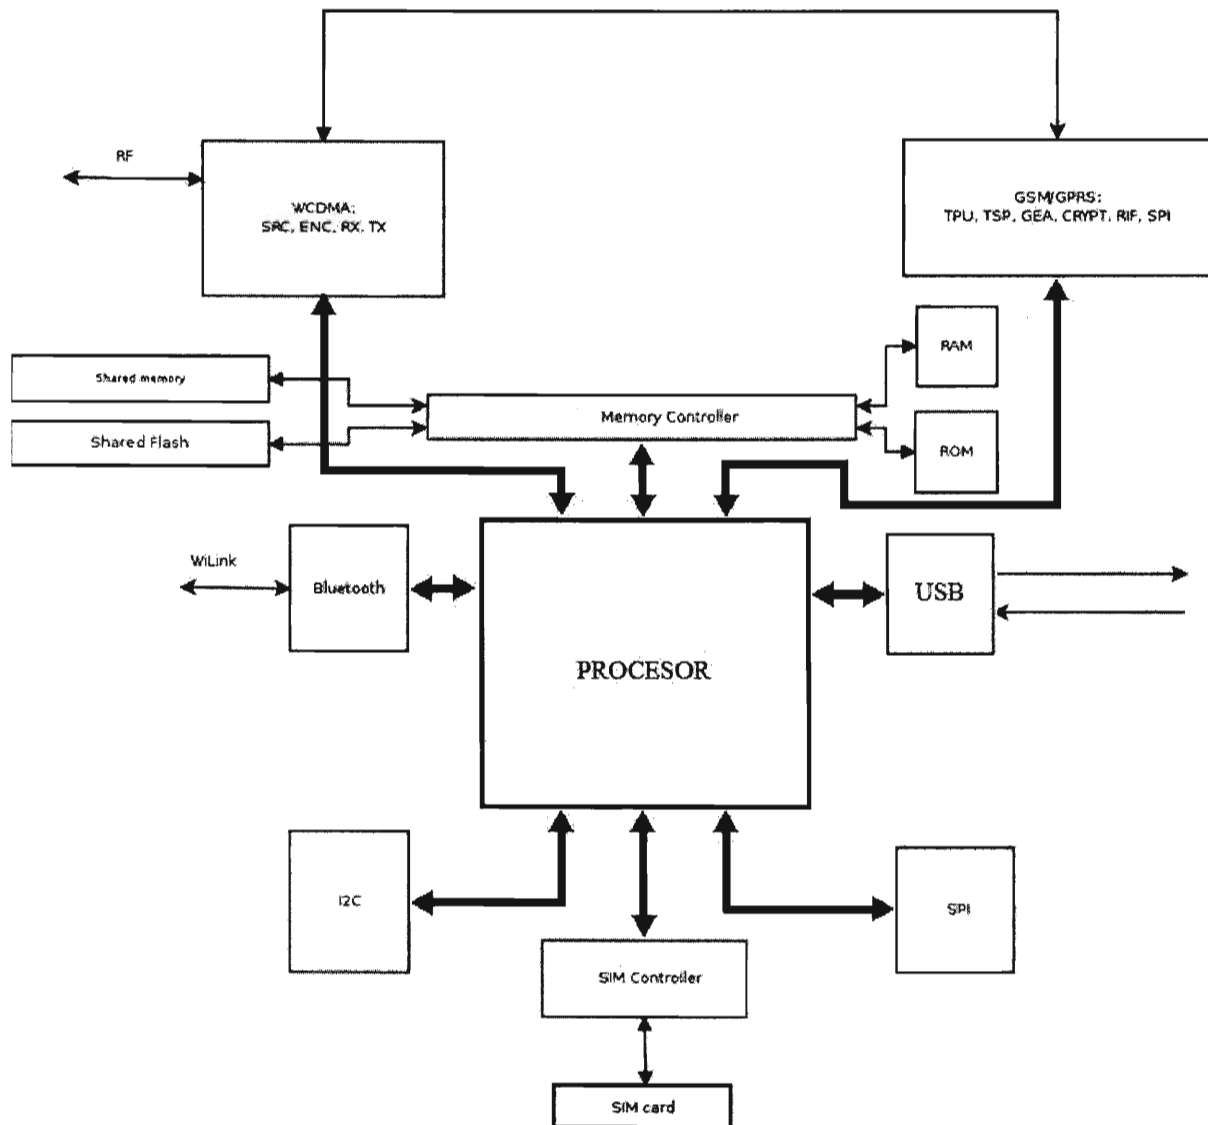 RF
WCDMA:
SRC, ENC, RX, TX
GSM/GPRS:
TPU, TSP, GEA, CRYPT, RIF, SPI
RAM
Shared memory
Memory Controller
Shared Flash
ROM
WiLink
Bluetooth
USB
PROCESOR
I2C
SPI
SIM Controller
SIM card